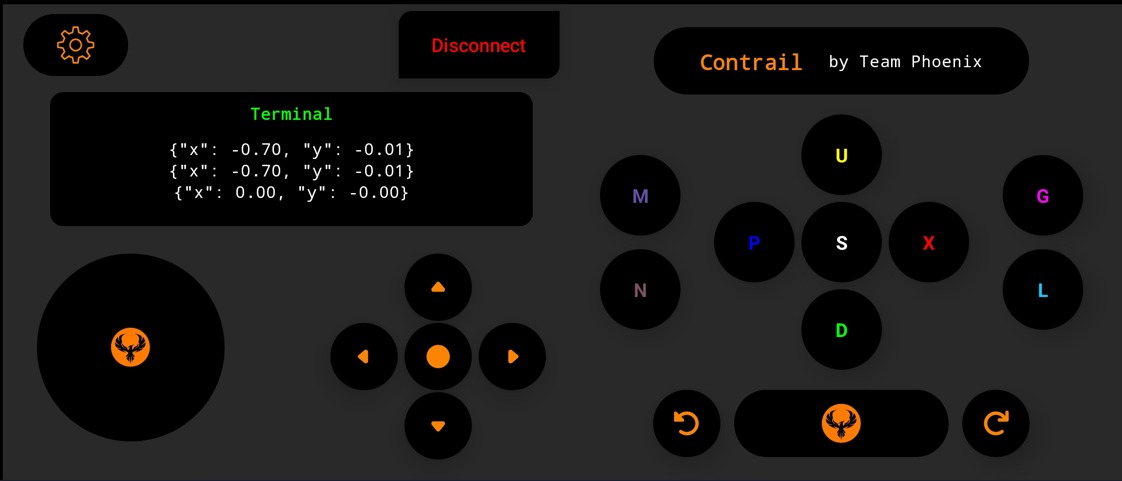 Disconnect
Contrail by Team Phoenix
Terminal
{"x": -0.70, "y": -0.01}
{"x": -0.70, "y": -0.01}
{"x": 0.00, "y": -0.00}
U
M
G
P
S
X
N
L
D